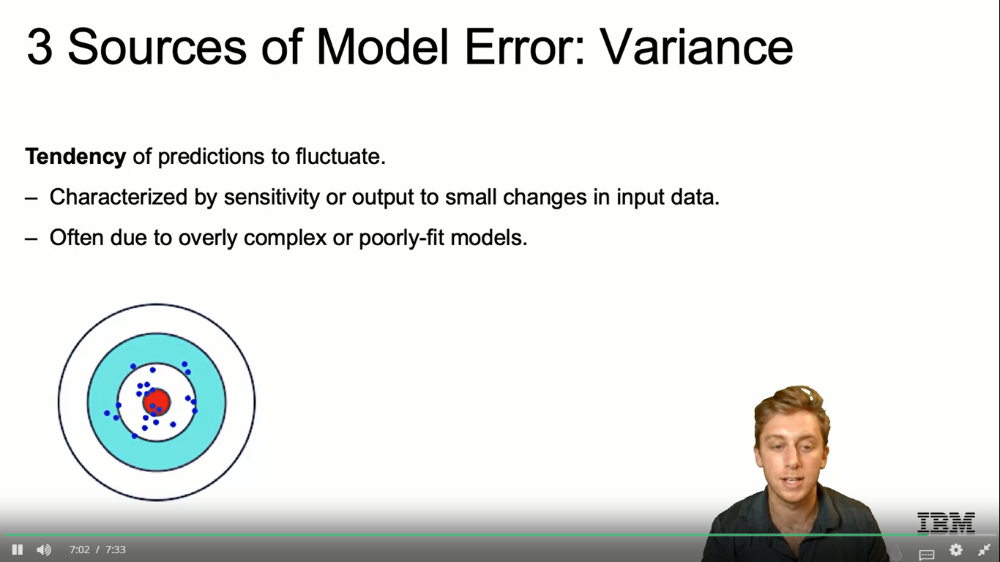 3 Sources of Model Error: Variance
Tendency of predictions to fluctuate.
– Characterized by sensitivity or output to small changes in input data.
– Often due to overly complex or poorly-fit models.
IBM
7:02 / 7:33